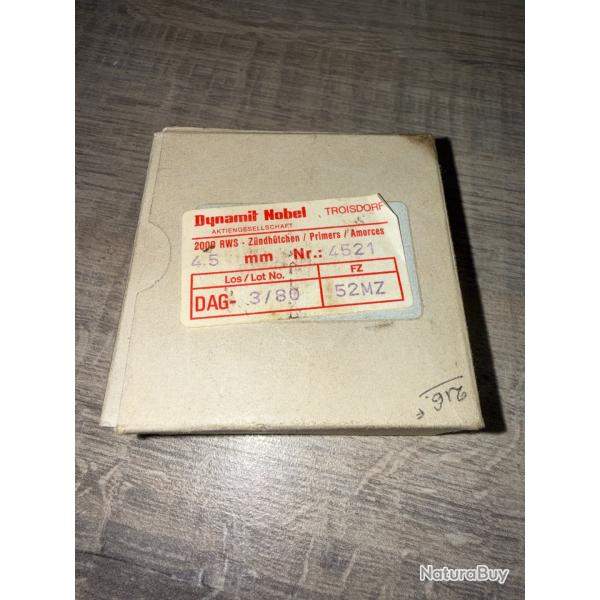 Dynamit Nobel TROISDORF
AKTIENGESELLSCHAFT
2000 RWS - Zündhütchen / Primers / Amorces
4.5 mm Nr.: 4521
Los / Lot No. FZ
DAG- 3/80 52MZ
NaturaBuy